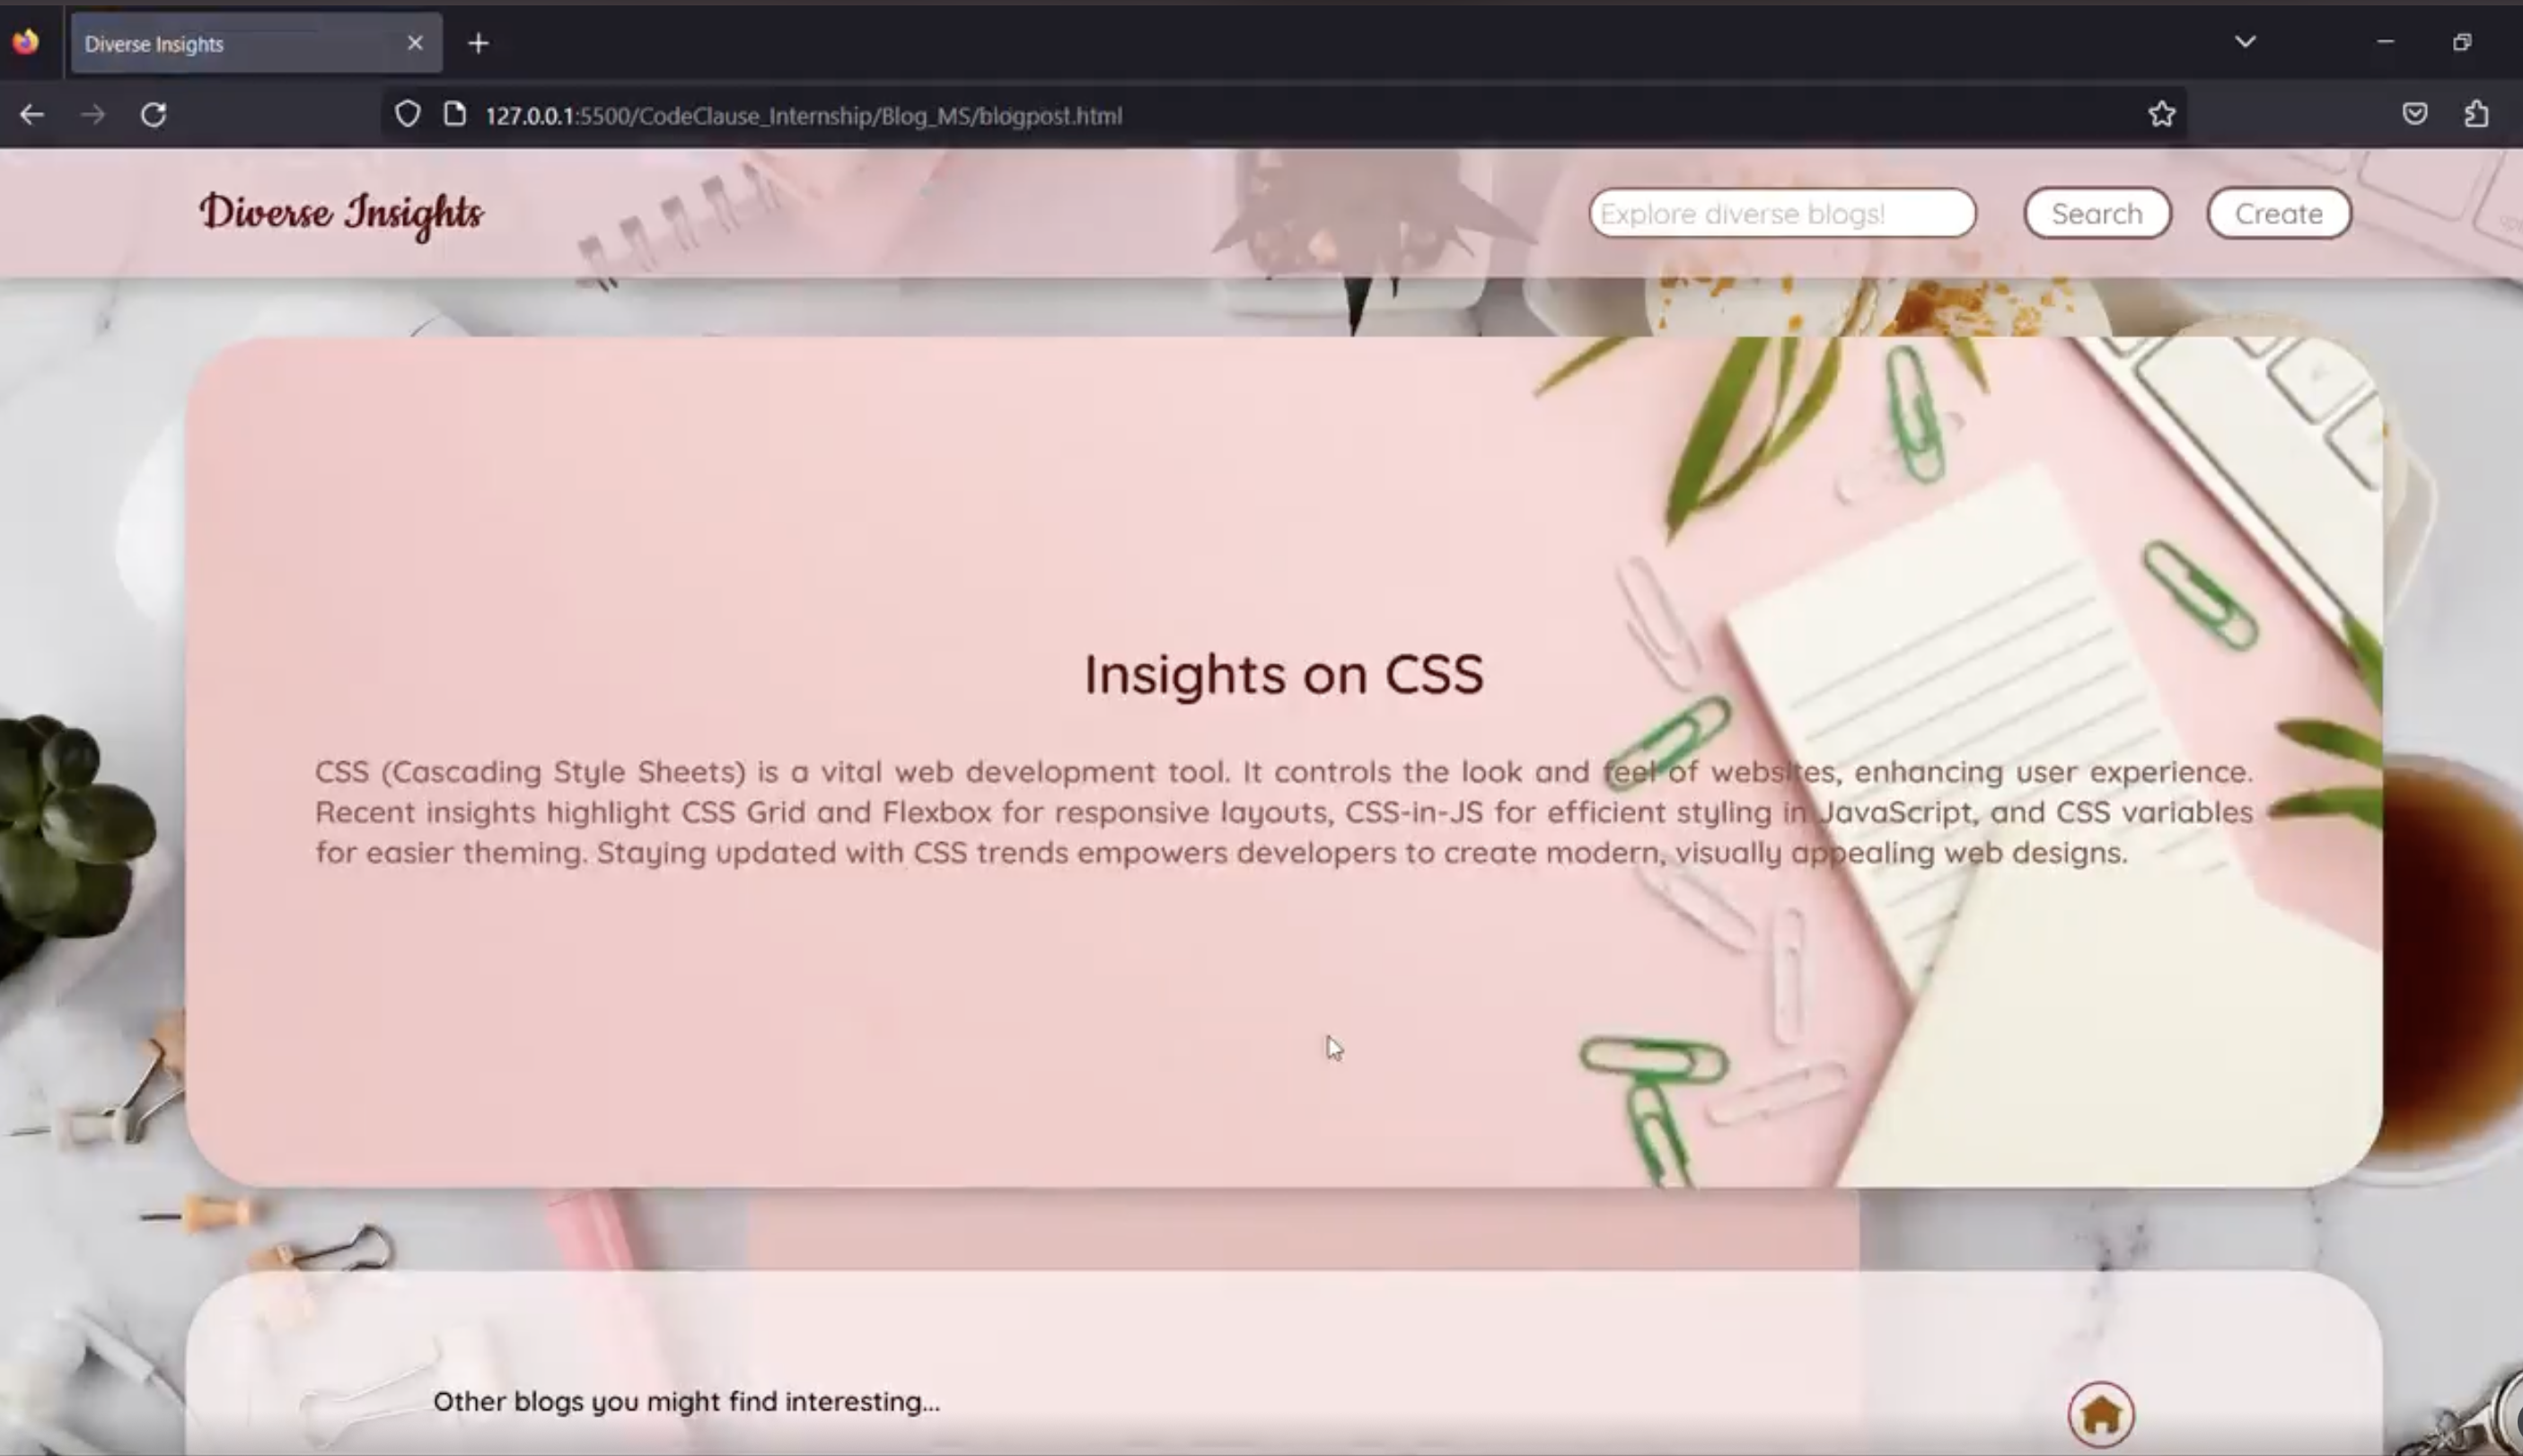 Diverse Insights
127.0.0.1:5500/CodeClause_Internship/Blog_MS/blogpost.html
Diverse Insights
Explore diverse blogs!
Search
Create
Insights on CSS
CSS (Cascading Style Sheets) is a vital web development tool. It controls the look and feel of websites, enhancing user experience.
Recent insights highlight CSS Grid and Flexbox for responsive layouts, CSS-in-JS for efficient styling in JavaScript, and CSS variables
for easier theming. Staying updated with CSS trends empowers developers to create modern, visually appealing web designs.
Other blogs you might find interesting...